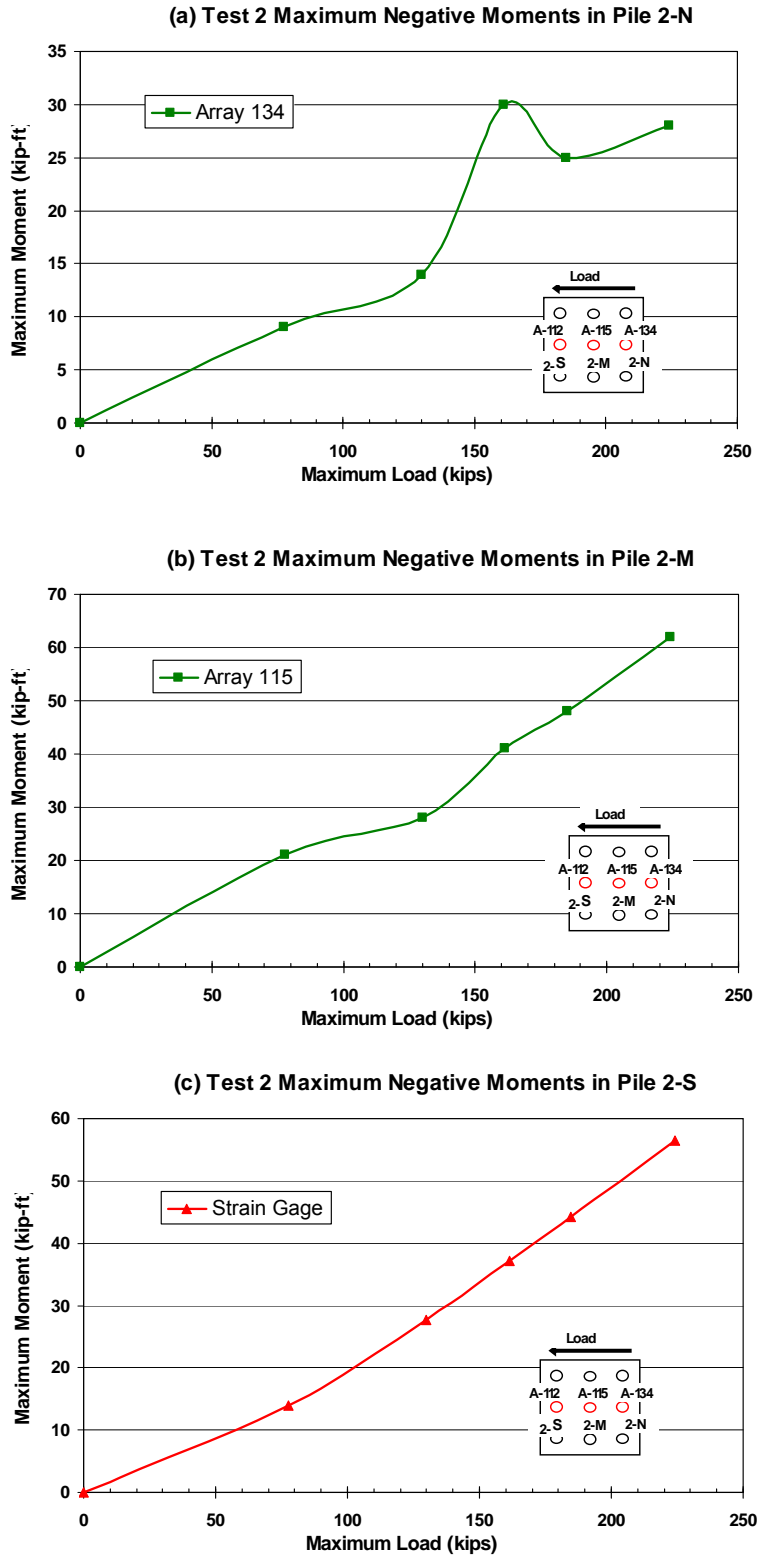 (a) Test 2 Maximum Negative Moments in Pile 2-N
35
30
25
20
15
10
5
0
Maximum Moment (kip-ft)
Array 134
Load
A-112 A-115 A-134
2-S 2-M 2-N
0 50 100 150 200 250
Maximum Load (kips)
(b) Test 2 Maximum Negative Moments in Pile 2-M
70
60
50
40
30
20
10
0
Maximum Moment (kip-ft)
Array 115
Load
A-112 A-115 A-134
2-S 2-M 2-N
0 50 100 150 200 250
Maximum Load (kips)
(c) Test 2 Maximum Negative Moments in Pile 2-S
60
50
40
30
20
10
0
Maximum Moment (kip-ft)
Strain Gage
Load
A-112 A-115 A-134
2-S 2-M 2-N
0 50 100 150 200 250
Maximum Load (kips)